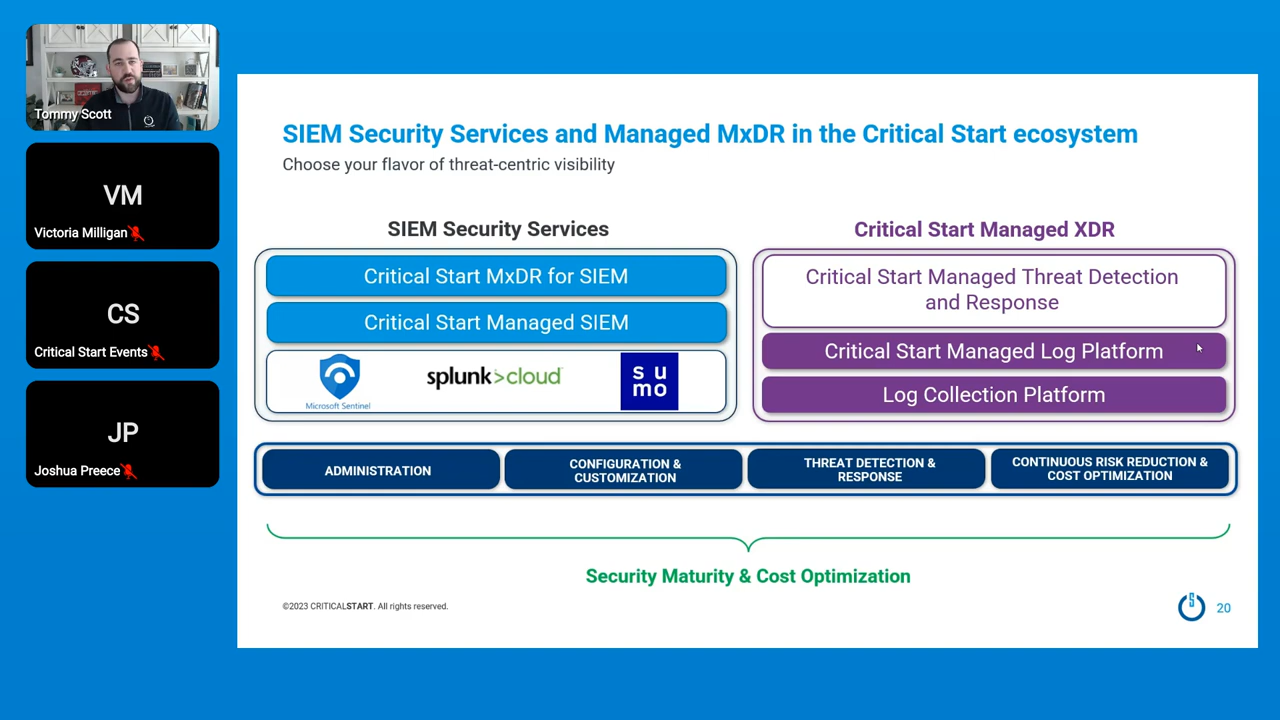 Tommy Scott
VM
Victoria Milligan
CS
Critical Start Events
JP
Joshua Preece
SIEM Security Services and Managed MxDR in the Critical Start ecosystem
Choose your flavor of threat-centric visibility
SIEM Security Services
Critical Start MxDR for SIEM
Critical Start Managed SIEM
Microsoft Sentinel
splunk>cloud
su
mo
Critical Start Managed XDR
Critical Start Managed Threat Detection
and Response
Critical Start Managed Log Platform
Log Collection Platform
ADMINISTRATION
CONFIGURATION &
CUSTOMIZATION
THREAT DETECTION &
RESPONSE
CONTINUOUS RISK REDUCTION &
COST OPTIMIZATION
Security Maturity & Cost Optimization
©2023 CRITICALSTART. All rights reserved.
20